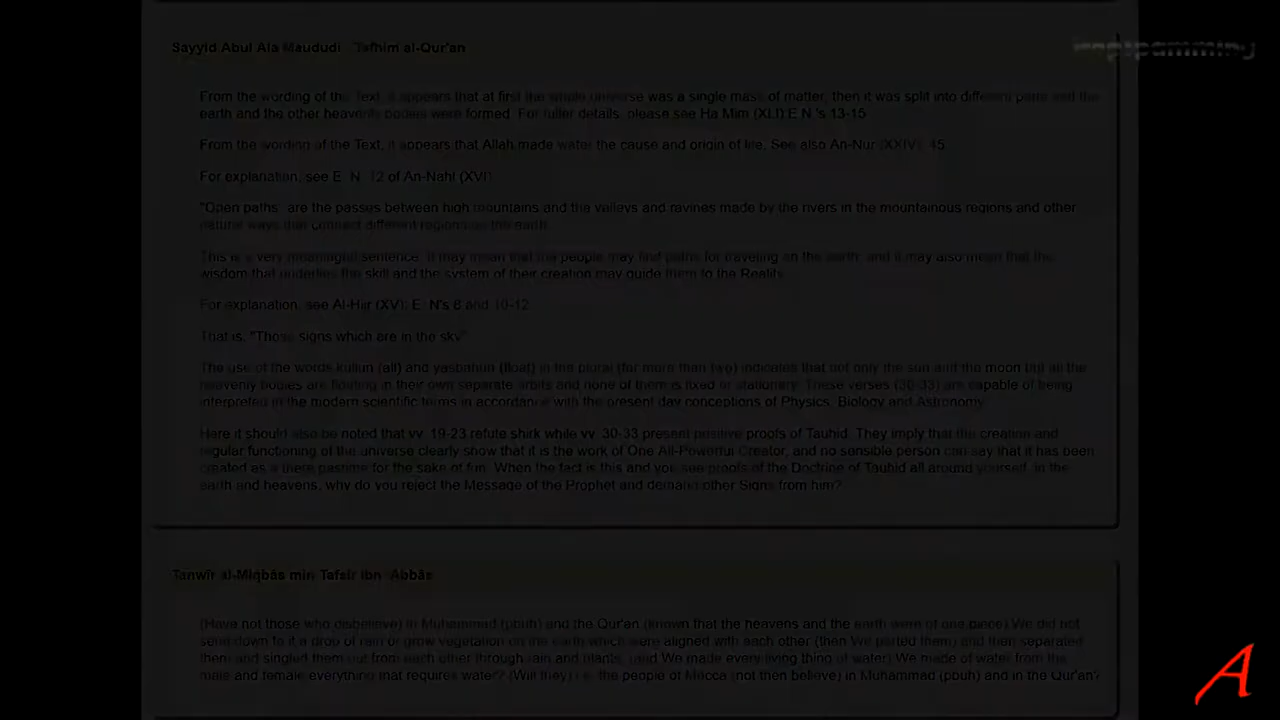 Sayyid Abul Ala Maududi - Tafhim al-Qur'an
From the wording of the Text, it appears that at first the whole universe was a single mass of matter; then it was split into different parts and the
earth and the other heavenly bodies were formed. For fuller details, please see Ha Mim (XLI):E.N.'s 13-15
From the wording of the Text, it appears that Allah made water the cause and origin of life. See also An-Nur (XXIV): 45.
For explanation, see E. N. 12 of An-Nahl (XVI).
"Open paths" are the passes between high mountains and the valleys and ravines made by the rivers in the mountainous regions and other
natural ways that connect different regions on the earth.
This is a very meaningful sentence. It may mean that the people may find paths for traveling on the earth, and it may also mean that the
wisdom that underlies the skill and the system of their creation may guide them to the Reality.
For explanation, see Al-Hijr (XV): E. N's 8 and 10-12.
That is, "Those signs which are in the sky"
The use of the words kullun (all) and yasbahun (float) in the plural (for more than two) indicates that not only the sun and the moon but all the
heavenly bodies are floating in their own separate orbits and none of them is fixed or stationary. These verses (30-33) are capable of being
interpreted in the modern scientific terms in accordance with the present day conceptions of Physics, Biology and Astronomy.
Here it should also be noted that vv. 19-23 refute shirk while vv. 30-33 present positive proofs of Tauhid. They imply that the creation and
regular functioning of the universe clearly show that it is the work of One All-Powerful Creator, and no sensible person can say that it has been
created as a mere pastime for the sake of fun. When the fact is this and you see proofs of the Doctrine of Tauhid all around yourself, in the
earth and heavens, why do you reject the Message of the Prophet and demand other Signs from him?
Tanwîr al-Miqbâs min Tafsîr ibn 'Abbâs
(Have not those who disbelieve) in Muhammad (pbuh) and the Qur'an (known that the heavens and the earth were of one piece) We did not
send down to it a drop of rain or grow vegetation on the earth which were aligned with each other (then We parted them) and then separated
them and singled them out from each other through rain and plants, (and We made every living thing of water) We made of water from the
male and female everything that requires water? (Will they) i.e. the people of Mecca (not then believe) in Muhammad (pbuh) and in the Qur'an?
A